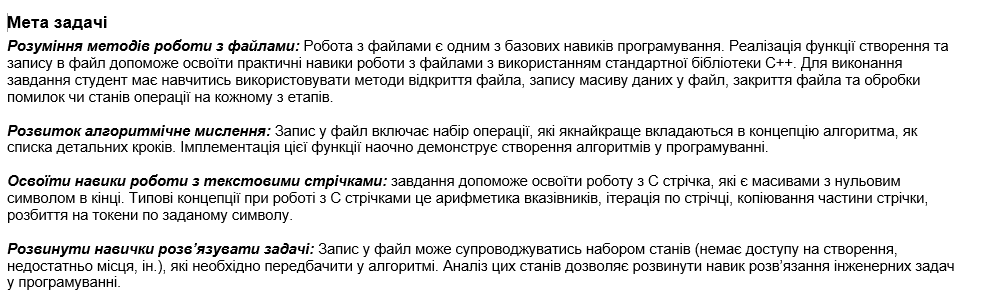 Мета задачі
Розуміння методів роботи з файлами: Робота з файлами є одним з базових навиків програмування. Реалізація функції створення та
запису в файл допоможе освоїти практичні навики роботи з файлами з використанням стандартної бібліотеки C++. Для виконання
завдання студент має навчитись використовувати методи відкриття файла, запису масиву даних у файл, закриття файла та обробки
помилок чи станів операції на кожному з етапів.
Розвиток алгоритмічне мислення: Запис у файл включає набір операції, які якнайкраще вкладаються в концепцію алгоритма, як
списка детальних кроків. Імплементація цієї функції наочно демонструє створення алгоритмів у програмуванні.
Освоїти навики роботи з текстовими стрічками: завдання допоможе освоїти роботу з C стрічка, які є масивами з нульовим
символом в кінці. Типові концепції при роботі з C стрічками це арифметика вказівників, ітерація по стрічці, копіювання частини стрічки,
розбиття на токени по заданому символу.
Розвинути навички розв’язувати задачі: Запис у файл може супроводжуватись набором станів (немає доступу на створення,
недостатньо місця, ін.), які необхідно передбачити у алгоритмі. Аналіз цих станів дозволяє розвинути навик розв’язання інженерних задач
у програмуванні.